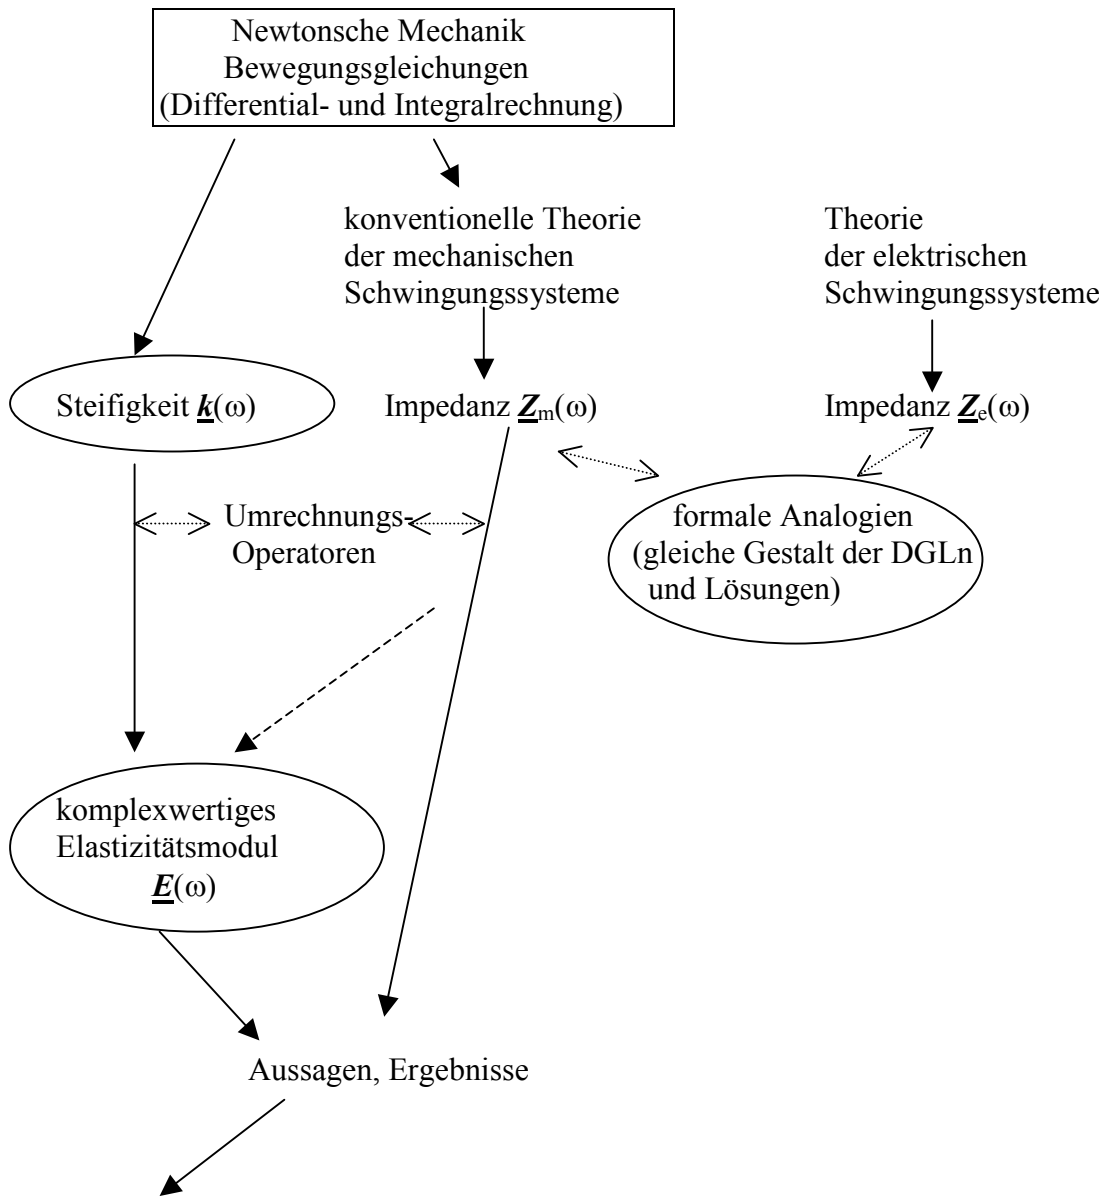 Newtonsche Mechanik
Bewegungsgleichungen
(Differential- und Integralrechnung)
konventionelle Theorie
der mechanischen
Schwingungssysteme
Theorie
der elektrischen
Schwingungssysteme
Steifigkeit k(ω)
Impedanz Zm(ω)
Impedanz Ze(ω)
Umrechnungs-
Operatoren
formale Analogien
(gleiche Gestalt der DGLn
und Lösungen)
komplexwertiges
Elastizitätsmodul
E(ω)
Aussagen, Ergebnisse